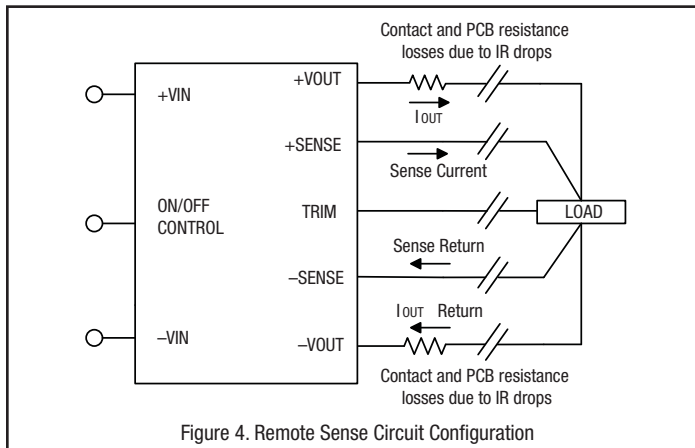 Contact and PCB resistance
losses due to IR drops
+VOUT
+VIN
IOUT
+SENSE
Sense Current
ON/OFF
CONTROL
TRIM
LOAD
Sense Return
–SENSE
IOUT Return
–VIN
–VOUT
Contact and PCB resistance
losses due to IR drops
Figure 4. Remote Sense Circuit Configuration